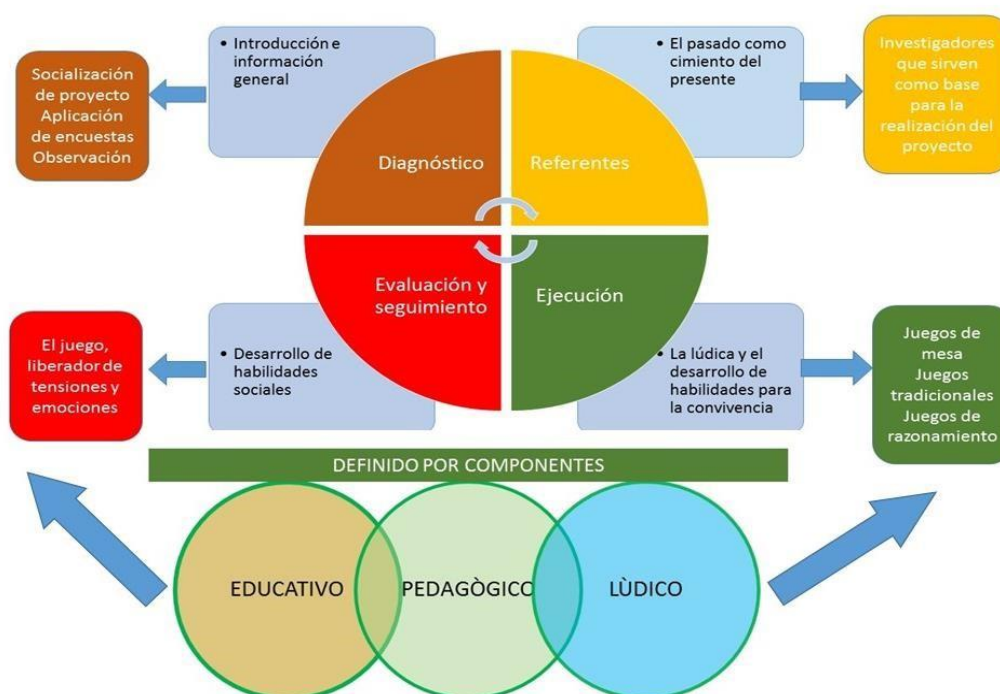 Socialización
de proyecto
Aplicación
de encuestas
Observación
• Introducción e
información
general
Diagnóstico
Referentes
• El pasado como
cimiento del
presente
Investigadores
que sirven
como base
para la
realización del
proyecto
El juego,
liberador de
tensiones y
emociones
• Desarrollo de
habilidades
sociales
Evaluación y
seguimiento
Ejecución
• La lúdica y el
desarrollo de
habilidades para
la convivencia
Juegos de
mesa
Juegos
tradicionales
Juegos de
razonamiento
DEFINIDO POR COMPONENTES
EDUCATIVO
PEDAGÒGICO
LÙDICO